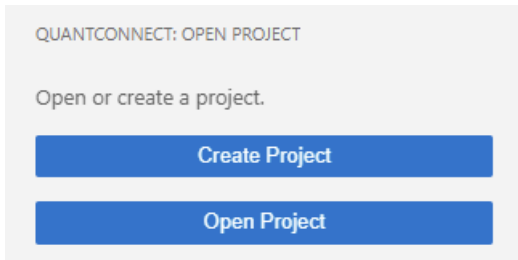 QUANTCONNECT: OPEN PROJECT
Open or create a project.
Create Project
Open Project